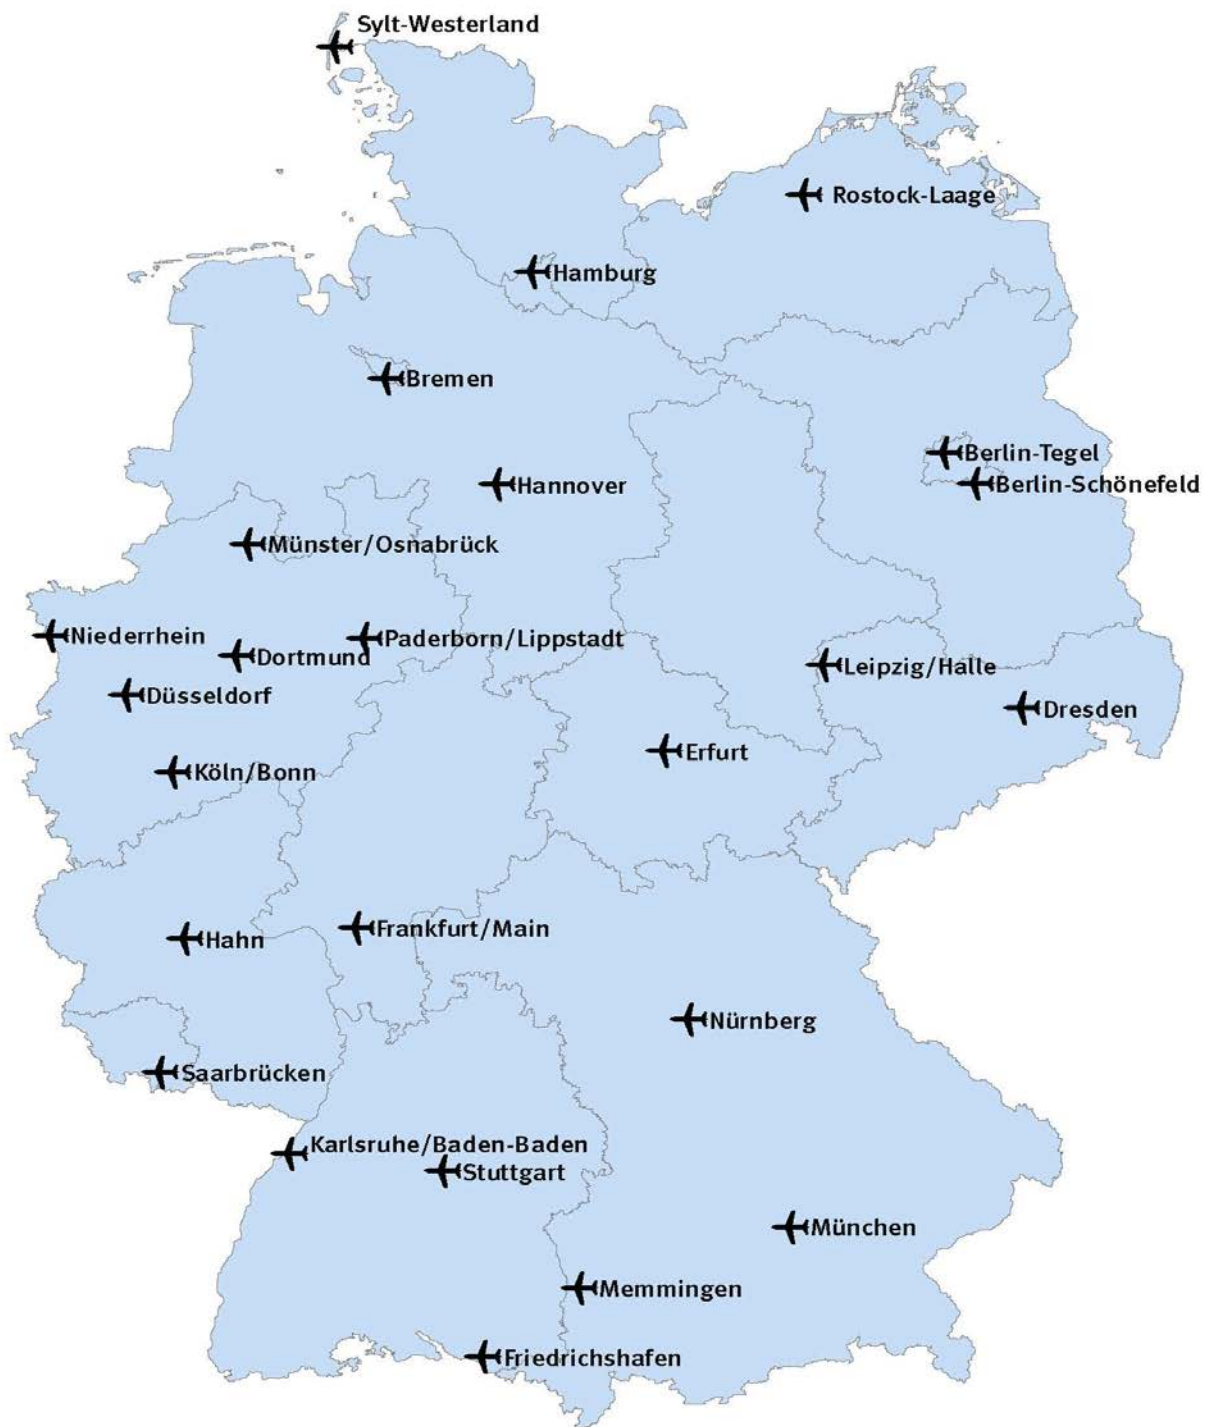 Sylt-Westerland
Rostock-Laage
Hamburg
Bremen
Berlin-Tegel
Berlin-Schönefeld
Hannover
Münster/Osnabrück
Niederrhein
Paderborn/Lippstadt
Dortmund
Leipzig/Halle
Düsseldorf
Dresden
Erfurt
Köln/Bonn
Frankfurt/Main
Hahn
Nürnberg
Saarbrücken
Karlsruhe/Baden-Baden
Stuttgart
München
Memmingen
Friedrichshafen